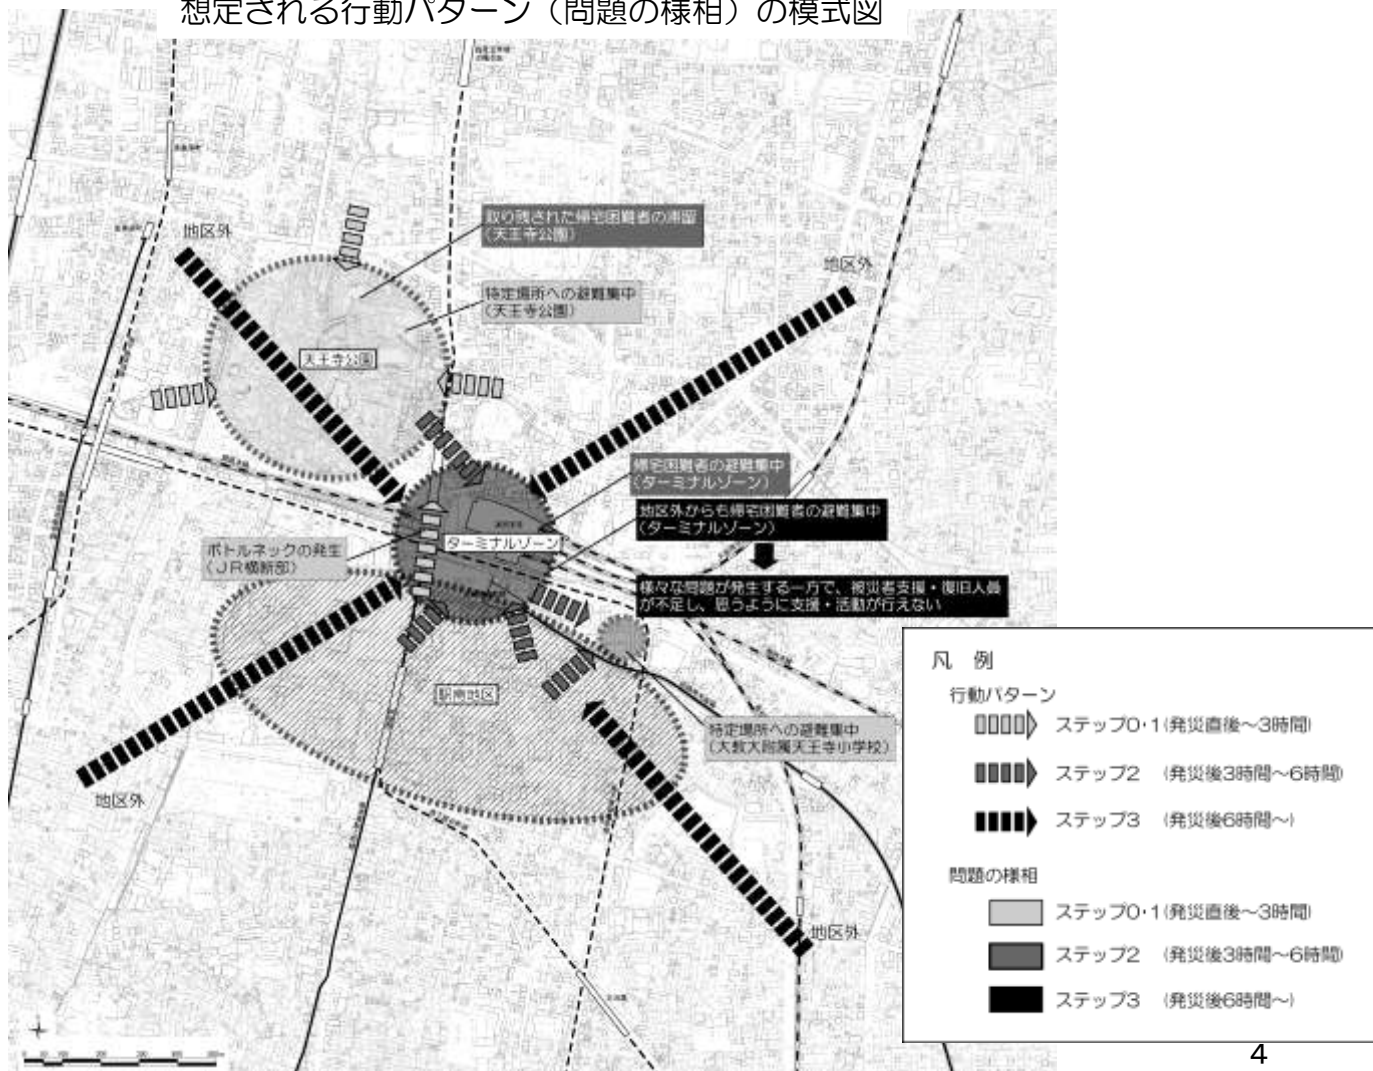 想定される行動パターン（問題の様相）の模式図
取り残された帰宅困難者の滞留
（天王寺公園）
地区外
地区外
特定場所への避難集中
（天王寺公園）
天王寺公園
帰宅困難者の避難集中
（ターミナルゾーン）
地区外からも帰宅困難者の避難集中
（ターミナルゾーン）
ターミナルゾーン
ボトルネックの発生
（ＪＲ横断部）
様々な問題が発生する一方で、被災者支援・復旧人員
が不足し、思うように支援・活動が行えない
駅南地区
特定場所への避難集中
（大教大附属天王寺小学校）
地区外
地区外
凡　例
行動パターン
ステップ0・1（発災直後～3時間）
ステップ2　（発災後3時間～6時間）
ステップ3　（発災後6時間～）
問題の様相
ステップ0・1（発災直後～3時間）
ステップ2　（発災後3時間～6時間）
ステップ3　（発災後6時間～）
4